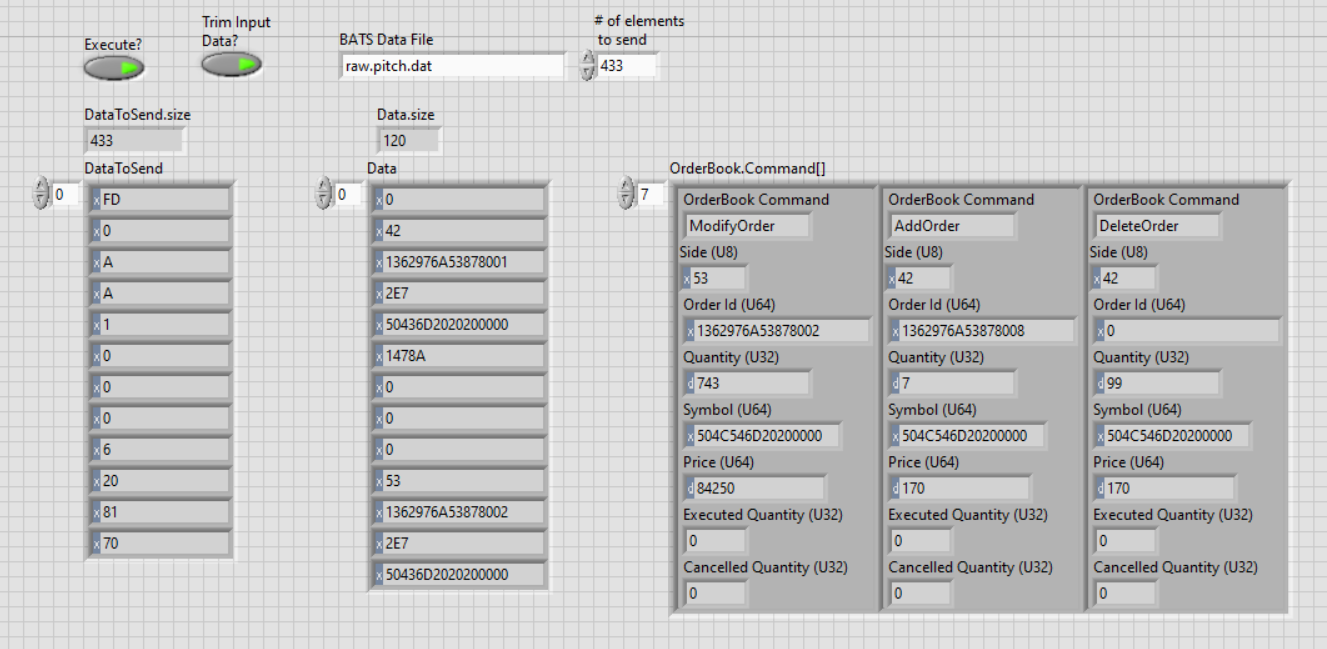 Execute?
Trim Input
Data?
BATS Data File
raw.pitch.dat
# of elements
to send
433
DataToSend.size
433
DataToSend
0
x FD
x 0
x A
x A
x 1
x 0
x 0
x 0
x 6
x 20
x 81
x 70
Data.size
120
Data
0
x 0
x 42
x 1362976A53878001
x 2E7
x 50436D2020200000
x 1478A
x 0
x 0
x 0
x 53
x 1362976A53878002
x 2E7
x 50436D2020200000
OrderBook.Command[]
7
OrderBook Command
ModifyOrder
Side (U8)
x 53
Order Id (U64)
x 1362976A53878002
Quantity (U32)
d 743
Symbol (U64)
x 504C546D20200000
Price (U64)
d 84250
Executed Quantity (U32)
0
Cancelled Quantity (U32)
0
OrderBook Command
AddOrder
Side (U8)
x 42
Order Id (U64)
x 1362976A53878008
Quantity (U32)
d 7
Symbol (U64)
x 504C546D20200000
Price (U64)
d 170
Executed Quantity (U32)
0
Cancelled Quantity (U32)
0
OrderBook Command
DeleteOrder
Side (U8)
x 42
Order Id (U64)
x 0
Quantity (U32)
d 99
Symbol (U64)
x 504C546D20200000
Price (U64)
d 170
Executed Quantity (U32)
0
Cancelled Quantity (U32)
0